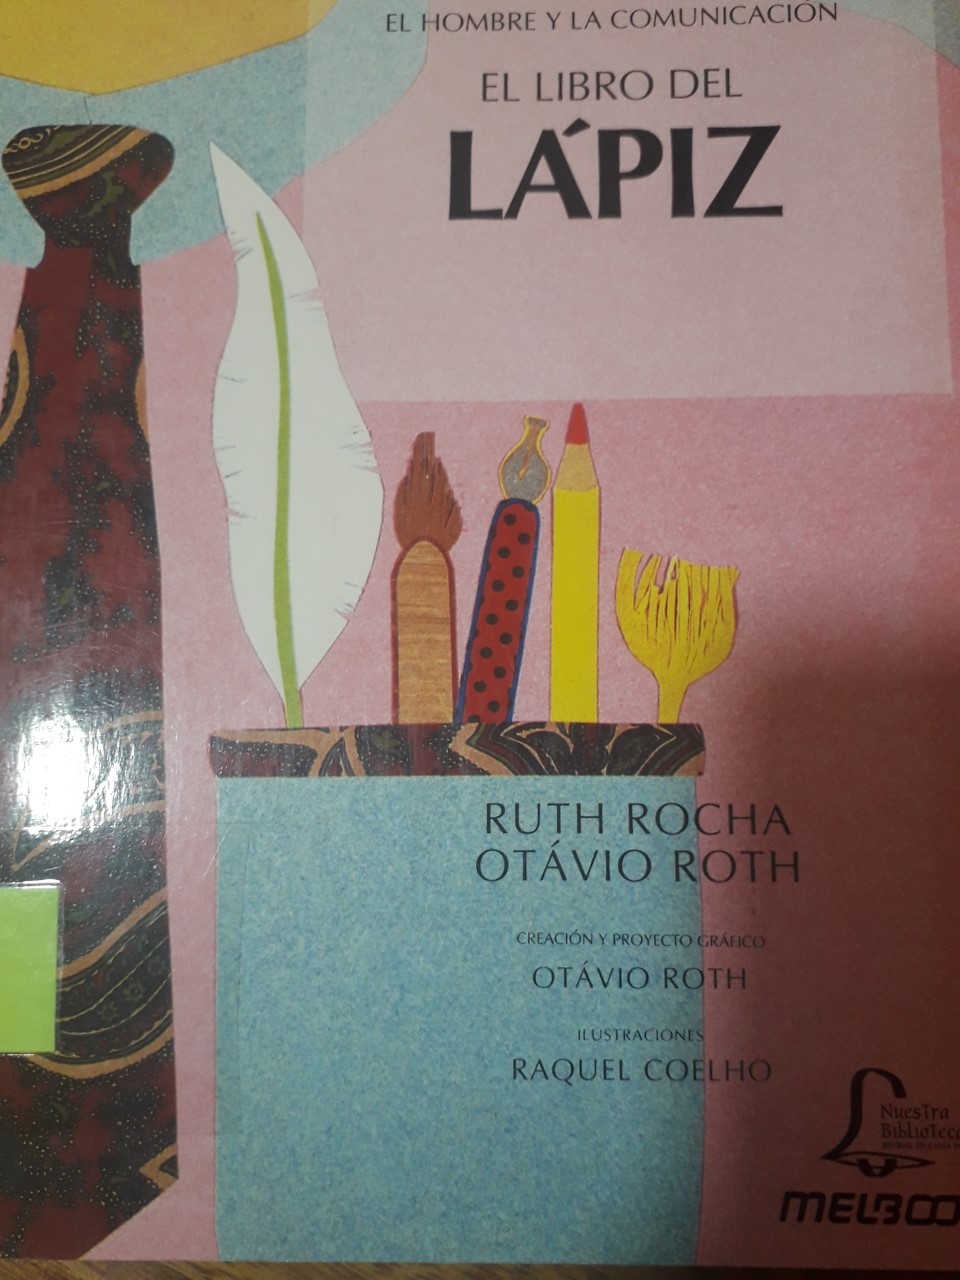 EL HOMBRE Y LA COMUNICACIÓN
EL LIBRO DEL
LÁPIZ
RUTH ROCHA
OTÁVIO ROTH
CREACIÓN Y PROYECTO GRÁFICO
OTÁVIO ROTH
ILUSTRACIONES
RAQUEL COELHO
Nuestra
Biblioteca
MELBOO